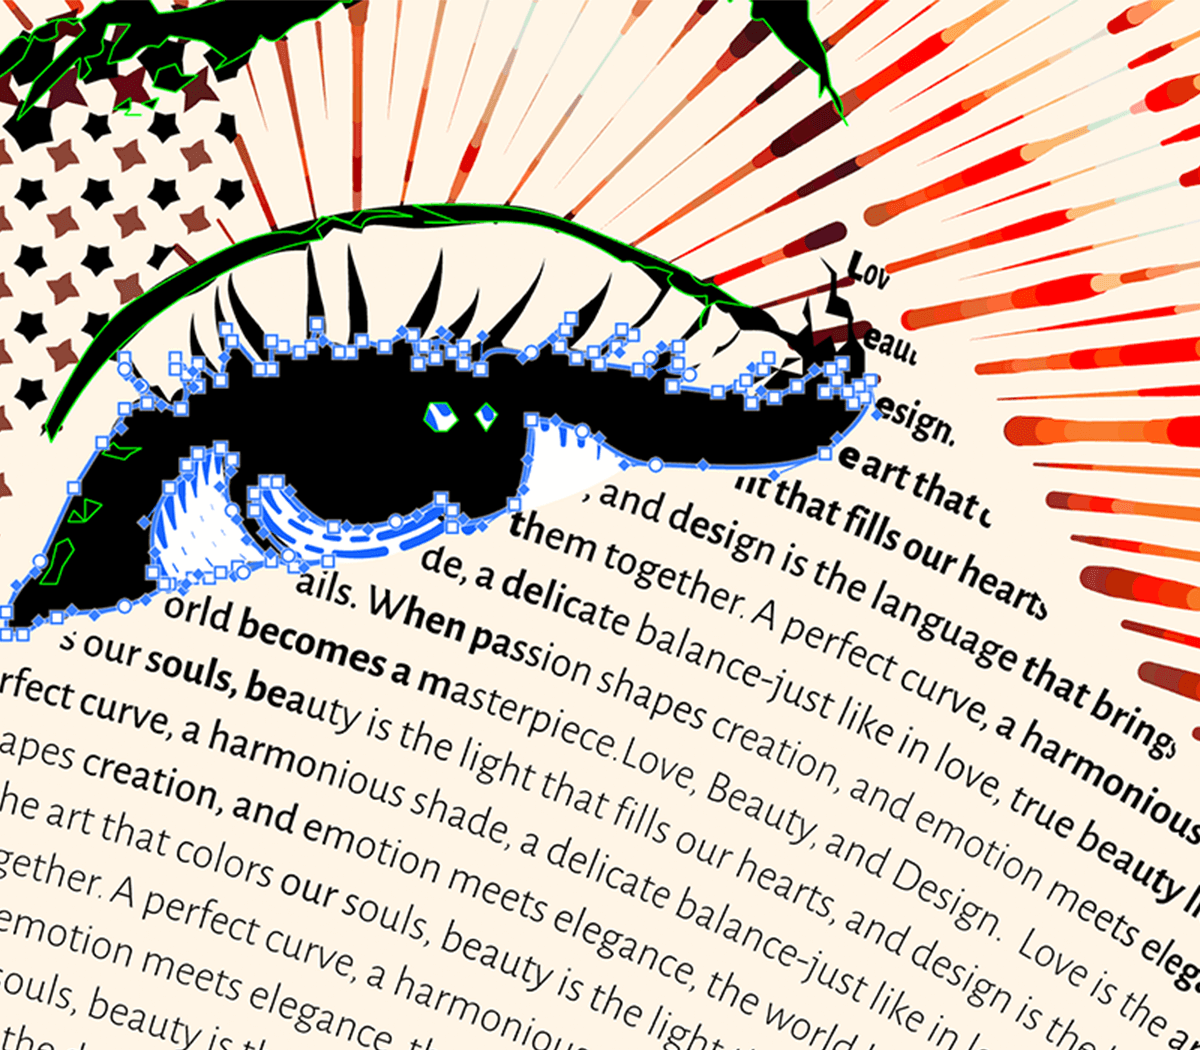 Lov
eau
esign.
e art that
that fills our hearts
, and design is the language that brings
them together. A perfect curve, a harmonious
de, a delicate balance-just like in love, true beauty
ails. When passion shapes creation, and emotion meets eleg
orld becomes a masterpiece.Love, Beauty, and Design. Love is the a
s our souls, beauty is the light that fills our hearts, and design is the
rfect curve, a harmonious shade, a delicate balance-just like in
apes creation, and emotion meets elegance, the world
he art that colors our souls, beauty is the light
gether. A perfect curve, a harmonious
emotion meets elegance, th
souls, beauty is th
the